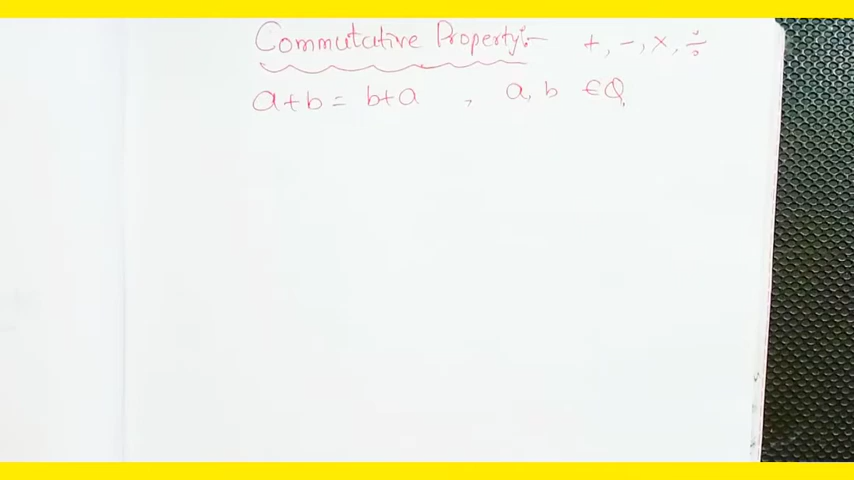 Commutative Property:- +, -, ×, ÷
a+b = b+a , a, b ∈ Q,